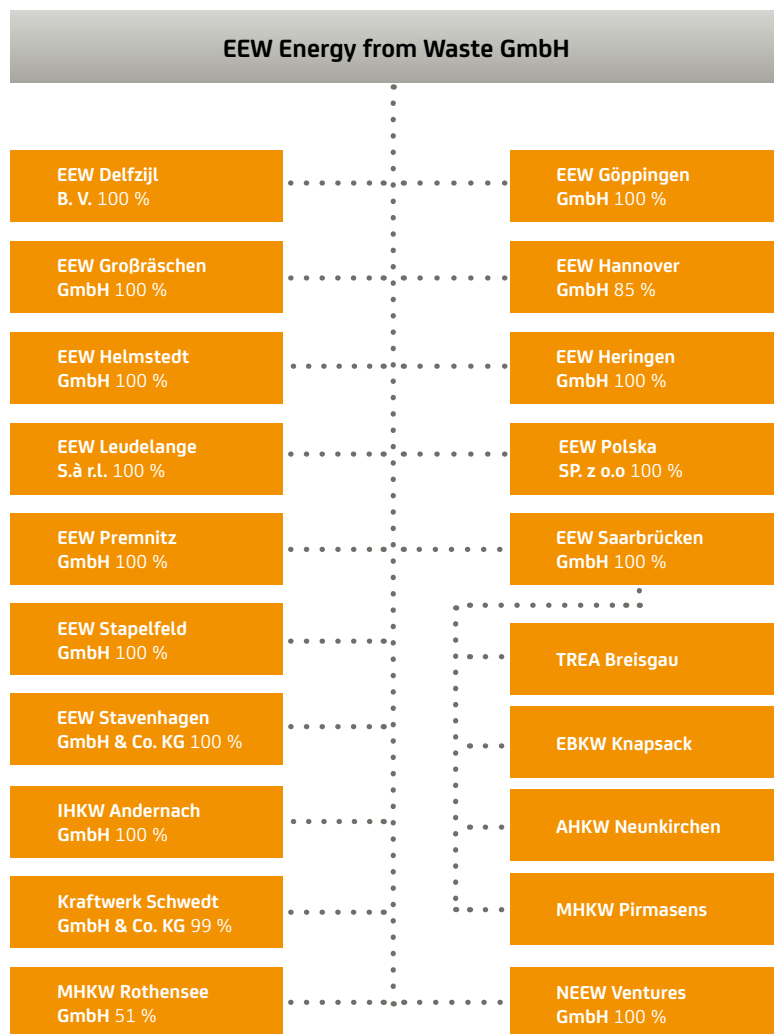 EEW Energy from Waste GmbH
EEW Delfzijl
B. V. 100 %
EEW Göppingen
GmbH 100 %
EEW Großräschen
GmbH 100 %
EEW Hannover
GmbH 85 %
EEW Helmstedt
GmbH 100 %
EEW Heringen
GmbH 100 %
EEW Leudelange
S.à r.l. 100 %
EEW Polska
SP. z o.o 100 %
EEW Premnitz
GmbH 100 %
EEW Saarbrücken
GmbH 100 %
EEW Stapelfeld
GmbH 100 %
TREA Breisgau
EEW Stavenhagen
GmbH & Co. KG 100 %
EBKW Knapsack
IHKW Andernach
GmbH 100 %
AHKW Neunkirchen
Kraftwerk Schwedt
GmbH & Co. KG 99 %
MHKW Pirmasens
MHKW Rothensee
GmbH 51 %
NEEW Ventures
GmbH 100 %